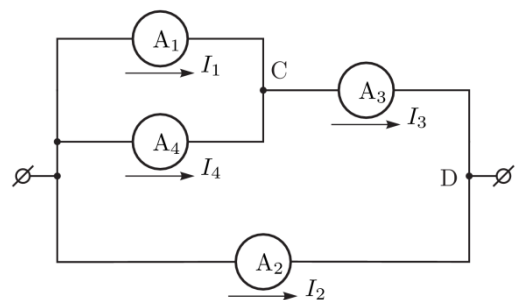 A₁
I₁
C
A₃
I₃
A₄
I₄
D
A₂
I₂